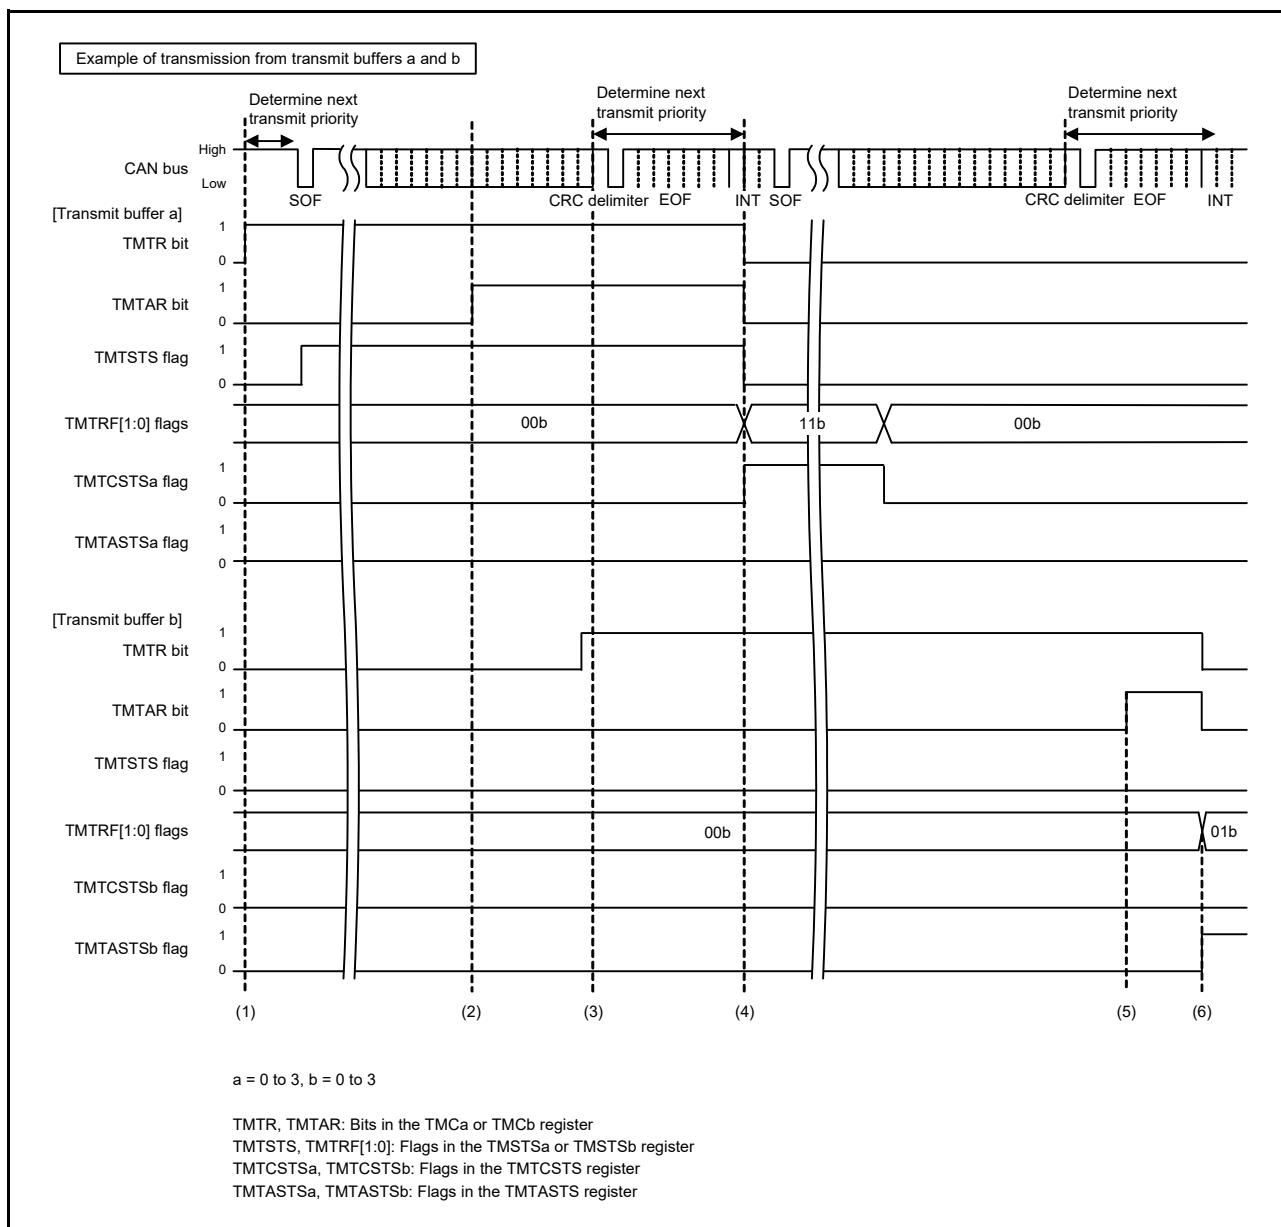 Example of transmission from transmit buffers a and b
Determine next
transmit priority
Determine next
transmit priority
Determine next
transmit priority
High
CAN bus
Low
SOF
CRC delimiter
EOF
INT
SOF
CRC delimiter
EOF
INT
[Transmit buffer a]
1
TMTR bit
0
1
TMTAR bit
0
1
TMTSTS flag
0
TMTRF[1:0] flags
00b
11b
00b
1
TMTCSTSa flag
0
1
TMTASTSa flag
0
[Transmit buffer b]
1
TMTR bit
0
1
TMTAR bit
0
1
TMTSTS flag
0
TMTRF[1:0] flags
00b
01b
1
TMTCSTSb flag
0
1
TMTASTSb flag
0
(1)
(2)
(3)
(4)
(5)
(6)
a = 0 to 3, b = 0 to 3
TMTR, TMTAR: Bits in the TMCa or TMCb register
TMTSTS, TMTRF[1:0]: Flags in the TMSTSa or TMSTSb register
TMTCSTSa, TMTCSTSb: Flags in the TMTCSTS register
TMTASTSa, TMTASTSb: Flags in the TMTASTS register